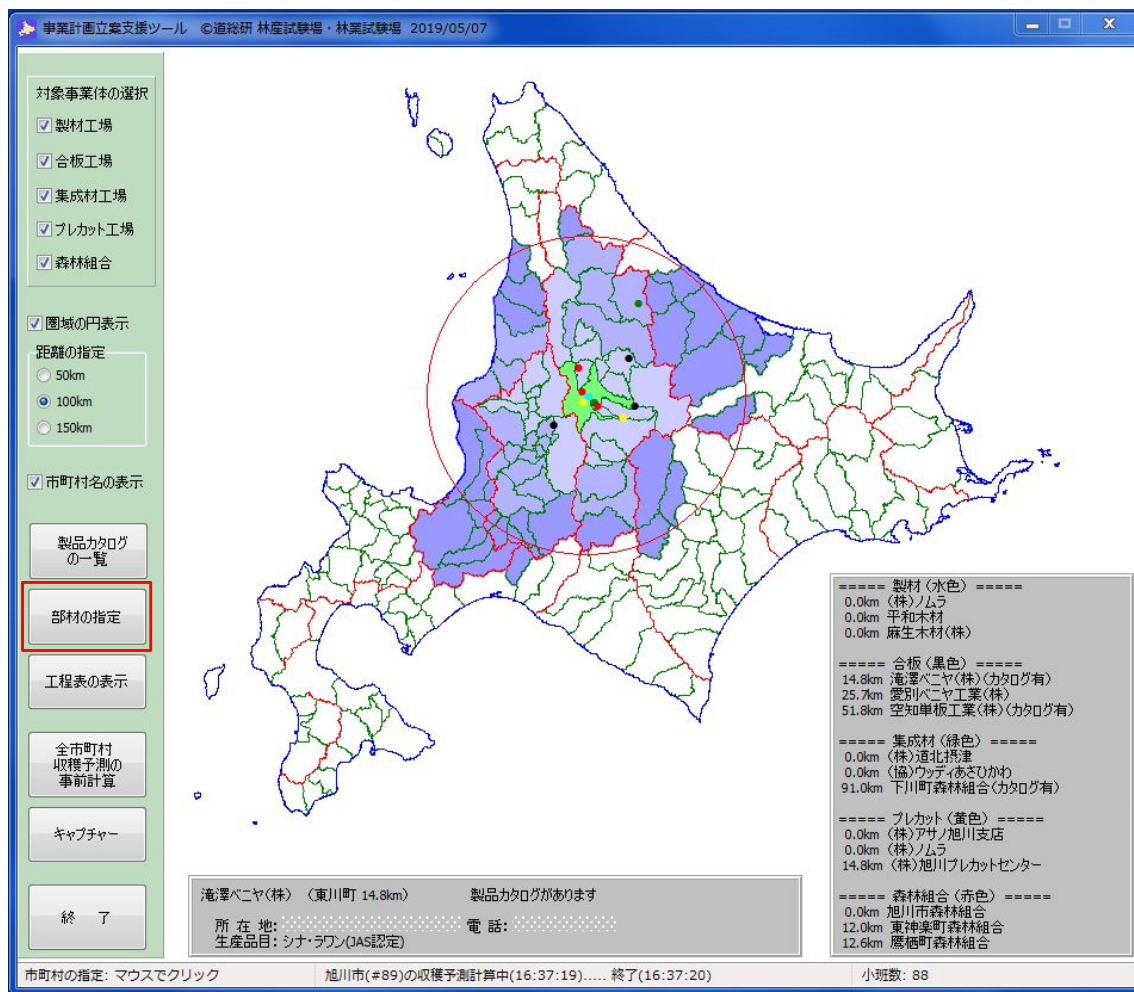 事業計画立案支援ツール ©道総研 林産試験場・林業試験場 2019/05/07
対象事業体の選択
製材工場
合板工場
集成材工場
プレカット工場
森林組合
圏域の円表示
距離の指定
50km
100km
150km
市町村名の表示
製品カタログ
の一覧
部材の指定
工程表の表示
全市町村
収穫予測の
事前計算
キャプチャー
終 了
===== 製材(水色) =====
0.0km (株)ノムラ
0.0km 平和木材
0.0km 麻生木材(株)
===== 合板(黒色) =====
14.8km 滝澤ベニヤ(株)(カタログ有)
25.7km 愛別ベニヤ工業(株)
51.8km 空知単板工業(株)(カタログ有)
===== 集成材(緑色) =====
0.0km (株)道北摂津
0.0km (協)ウッディあさひかわ
91.0km 下川町森林組合(カタログ有)
===== プレカット(黄色) =====
0.0km (株)アサノ旭川支店
0.0km (株)ノムラ
14.8km (株)旭川プレカットセンター
===== 森林組合(赤色) =====
0.0km 旭川市森林組合
12.0km 東神楽町森林組合
12.6km 鷹栖町森林組合
滝澤ベニヤ(株) (東川町 14.8km) 製品カタログがあります
所 在 地: 電 話:
生産品目: シナ・ラワン(JAS認定)
市町村の指定: マウスでクリック 旭川市(#89)の収穫予測計算中(16:37:19)..... 終了(16:37:20) 小班数: 88